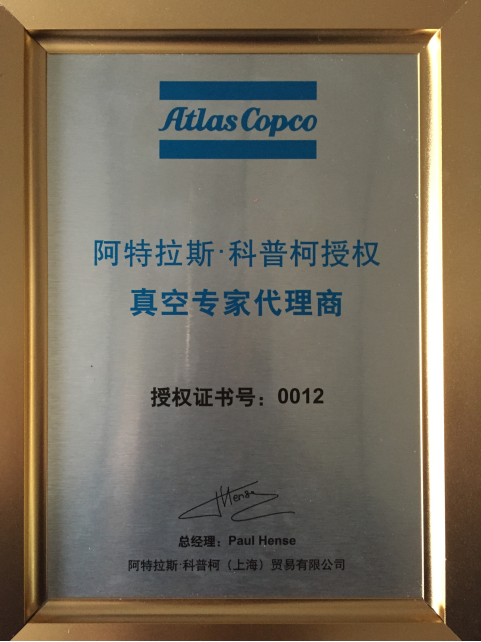 Atlas Copco
阿特拉斯·科普柯授权
真空专家代理商
授权证书号：0012
JHense
总经理：Paul Hense
阿特拉斯·科普柯（上海）贸易有限公司